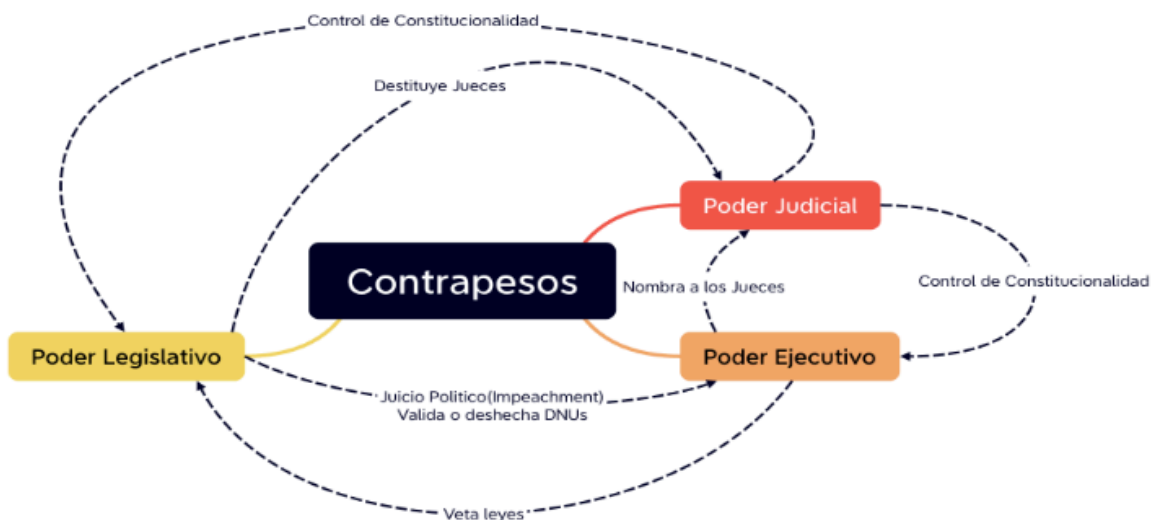 Control de Constitucionalidad
Destituye Jueces
Poder Judicial
Contrapesos
Nombra a los Jueces
Control de Constitucionalidad
Poder Legislativo
Poder Ejecutivo
Juicio Politico(Impeachment)
Valida o deshecha DNUs
Veta leyes